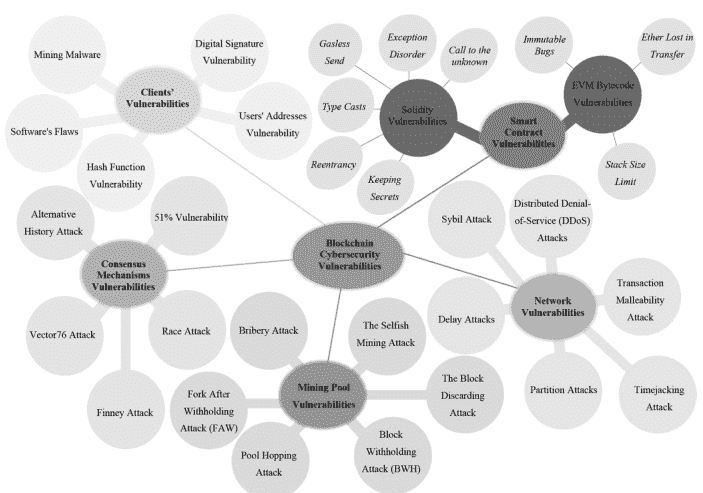 Mining Malware
Digital Signature
Vulnerability
Clients'
Vulnerabilities
Software's Flaws
Users' Addresses
Vulnerability
Hash Function
Vulnerability
Gasless
Send
Exception
Disorder
Call to the
unknown
Type Casts
Solidity
Vulnerabilities
Reentrancy
Keeping
Secrets
Smart
Contract
Vulnerabilities
Immutable
Bugs
Ether Lost in
Transfer
EVM Bytecode
Vulnerabilities
Stack Size
Limit
Blockchain
Cybersecurity
Vulnerabilities
Alternative
History Attack
51% Vulnerability
Consensus
Mechanisms
Vulnerabilities
Vector76 Attack
Race Attack
Finney Attack
Bribery Attack
The Selfish
Mining Attack
Mining Pool
Vulnerabilities
Fork After
Withholding
Attack (FAW)
The Block
Discarding
Attack
Pool Hopping
Attack
Block
Withholding
Attack (BWH)
Sybil Attack
Distributed Denial-
of-Service (DDoS)
Attacks
Transaction
Malleability
Attack
Network
Vulnerabilities
Delay Attacks
Partition Attacks
Timejacking
Attack